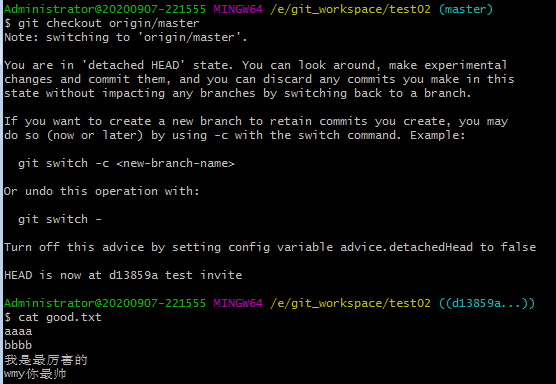 Administrator@20200907-221555 MINGW64 /e/git_workspace/test02 (master)
$ git checkout origin/master
Note: switching to 'origin/master'.
You are in 'detached HEAD' state. You can look around, make experimental
changes and commit them, and you can discard any commits you make in this
state without impacting any branches by switching back to a branch.
If you want to create a new branch to retain commits you create, you may
do so (now or later) by using -c with the switch command. Example:
git switch -c <new-branch-name>
Or undo this operation with:
git switch -
Turn off this advice by setting config variable advice.detachedHead to false
HEAD is now at d13859a test invite
Administrator@20200907-221555 MINGW64 /e/git_workspace/test02 ((d13859a...))
$ cat good.txt
aaaa
bbbb
我是最厉害的
wmy你最帅